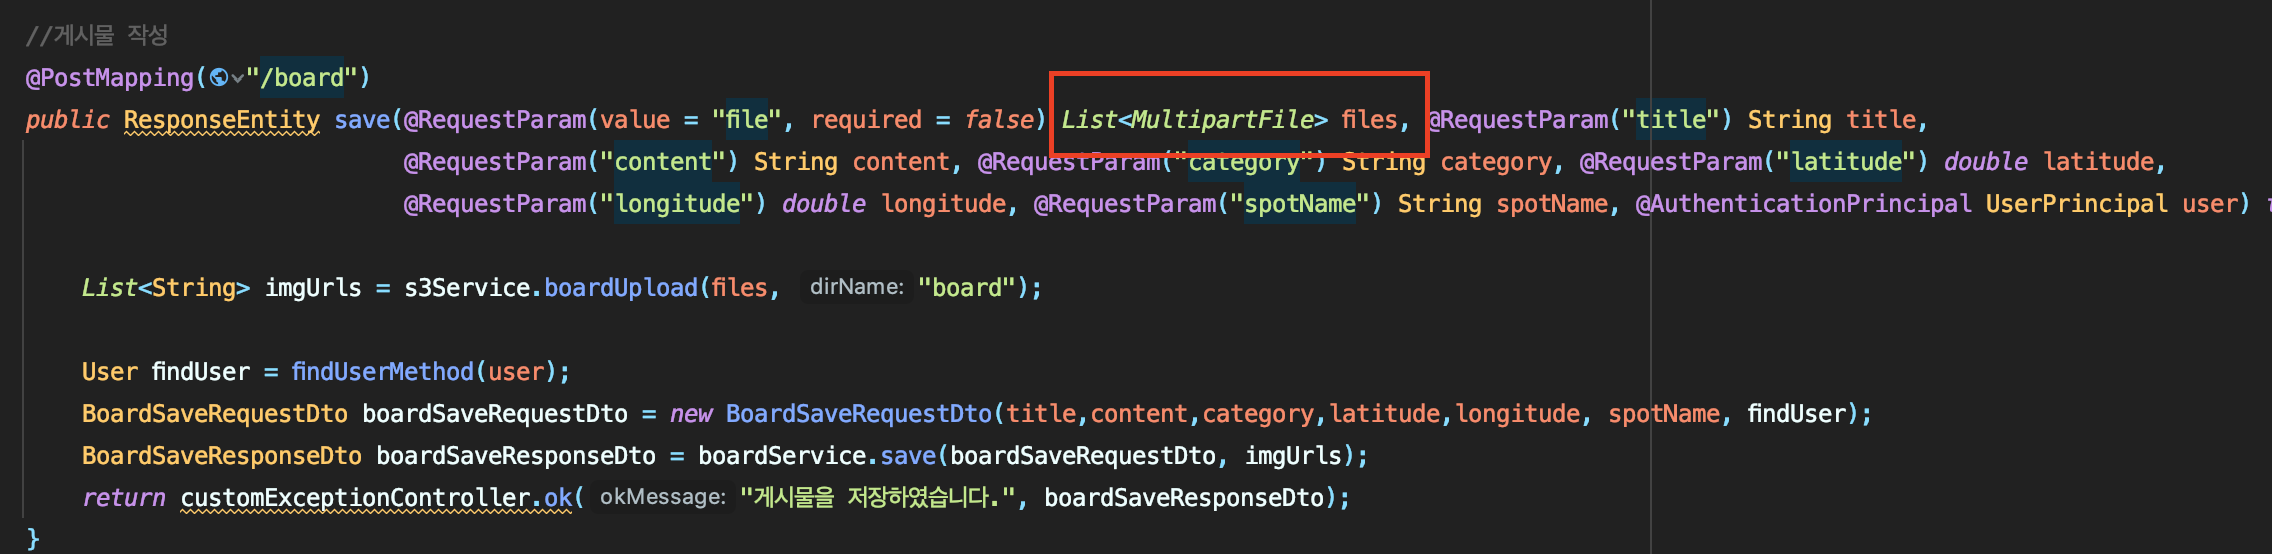 //게시물 작성
@PostMapping("/board")
public ResponseEntity save(@RequestParam(value = "file", required = false) List<MultipartFile> files, @RequestParam("title") String title,
@RequestParam("content") String content, @RequestParam("category") String category, @RequestParam("latitude") double latitude,
@RequestParam("longitude") double longitude, @RequestParam("spotName") String spotName, @AuthenticationPrincipal UserPrincipal user)
List<String> imgUrls = s3Service.boardUpload(files, dirName: "board");
User findUser = findUserMethod(user);
BoardSaveRequestDto boardSaveRequestDto = new BoardSaveRequestDto(title,content,category,latitude,longitude, spotName, findUser);
BoardSaveResponseDto boardSaveResponseDto = boardService.save(boardSaveRequestDto, imgUrls);
return customExceptionController.ok( okMessage: "게시물을 저장하였습니다.", boardSaveResponseDto);
}